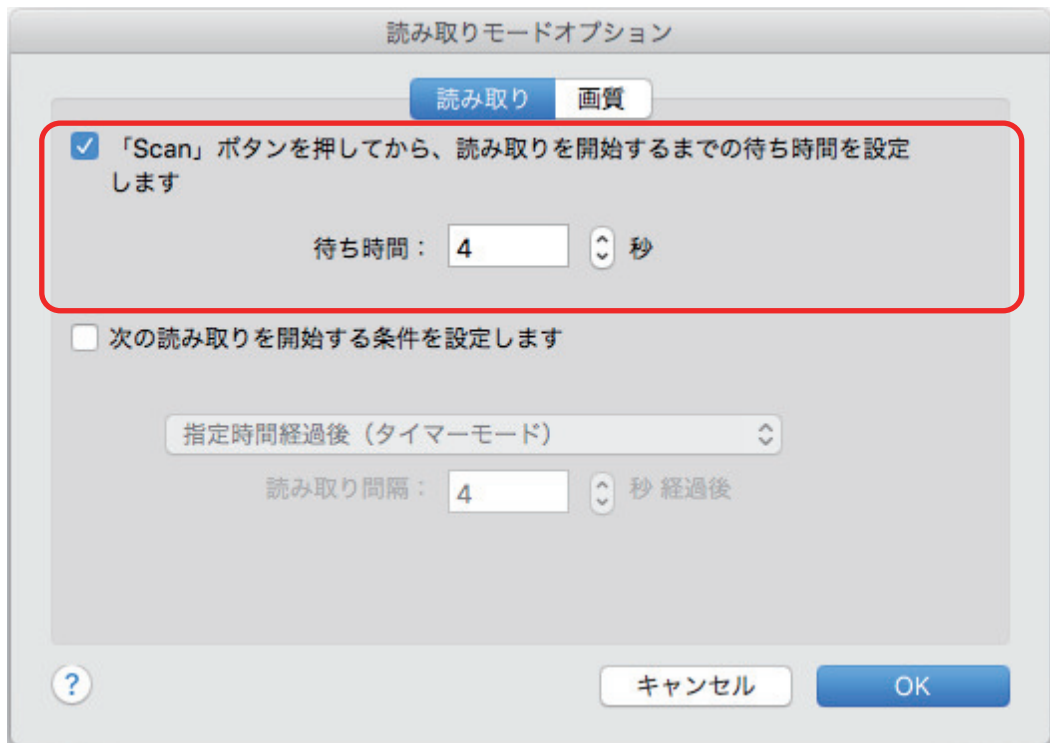 読み取りモードオプション
読み取り 画質
「Scan」ボタンを押してから、読み取りを開始するまでの待ち時間を設定
します
待ち時間： 4 秒
次の読み取りを開始する条件を設定します
指定時間経過後（タイマーモード）
読み取り間隔： 4 秒 経過後
? キャンセル OK